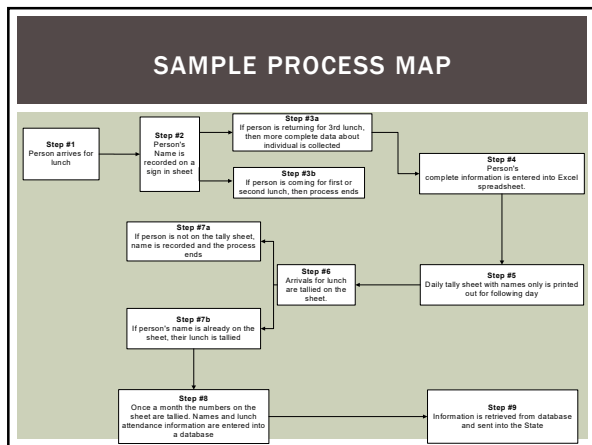 SAMPLE PROCESS MAP
Step #1
Person arrives for
lunch
Step #2
Person's
Name is
recorded on a
sign in sheet
Step #3a
If person is returning for 3rd lunch,
then more complete data about
individual is collected
Step #3b
If person is coming for first or
second lunch, then process ends
Step #4
Person's
complete information is entered into Excel
spreadsheet.
Step #5
Daily tally sheet with names only is printed
out for following day
Step #6
Arrivals for lunch
are tallied on the
sheet.
Step #7a
If person is not on the tally sheet,
name is recorded and the process
ends
Step #7b
If person's name is already on the
sheet, their lunch is tallied
Step #8
Once a month the numbers on the
sheet are tallied. Names and lunch
attendance information are entered into
a database
Step #9
Information is retrieved from database
and sent into the State